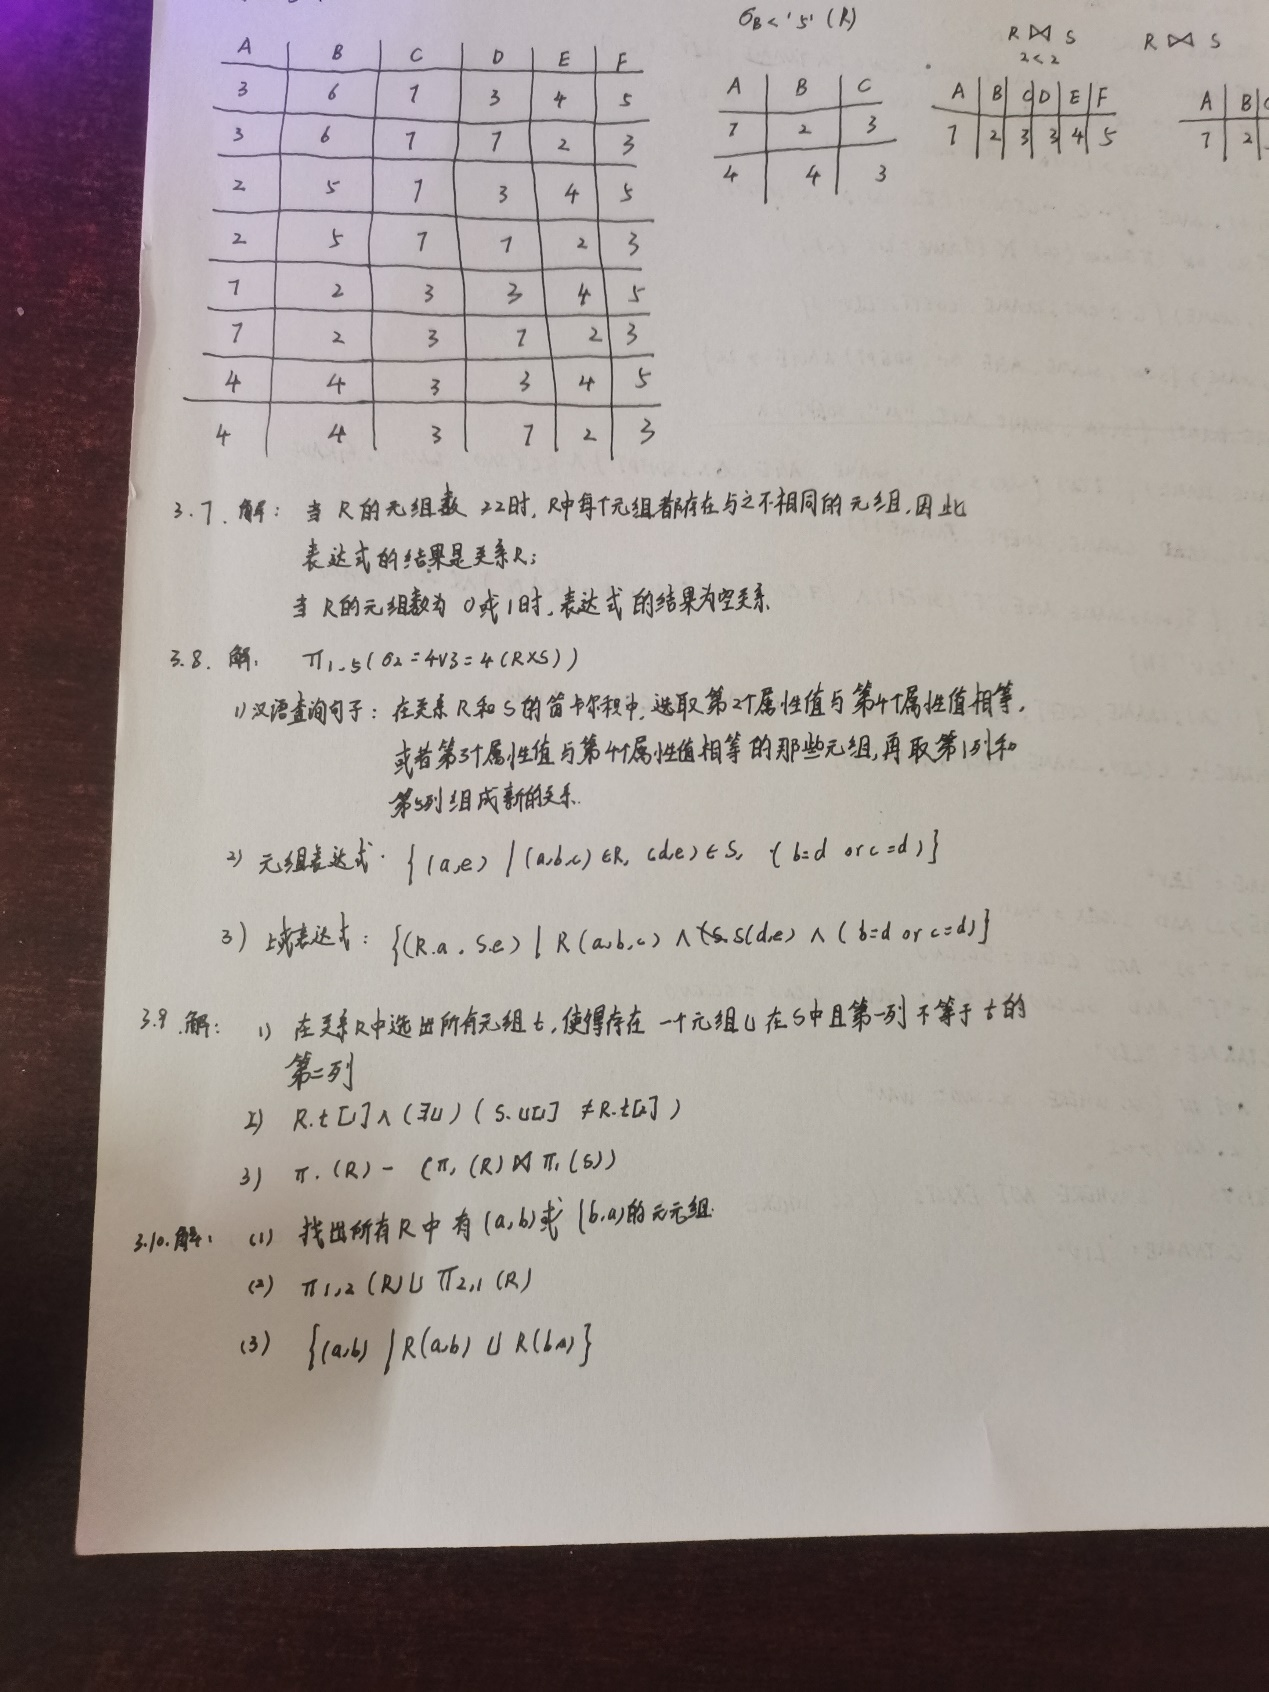 A B C D E F
3 6 7 3 4 5
3 6 7 7 2 3
2 5 7 3 4 5
2 5 7 7 2 3
7 2 3 3 4 5
7 2 3 7 2 3
4 4 3 3 4 5
4 4 3 7 2 3
σB<'5' (R)
A B C
7 2 3
4 4 3
R⋈S
2<2
A B C D E F
7 2 3 3 4 5
R⋈S
A B
7 2
3.7. 解: 当R的元组数 ≥2时, R中每个元组都存在与之不相同的元组,因此
表达式的结果是关系R;
当R的元组数为 0或1时,表达式的结果为空关系.
3.8. 解. π1,5(σ2=4∨3=4(R×S))
1)汉语查询句子: 在关系R和S的笛卡尔积中,选取第2个属性值与第4个属性值相等,
或者第3个属性值与第4个属性值相等的那些元组,再取第1列和
第5列组成新的关系.
2) 元组表达式. {(a,e) | (a,b,c)∈R, (d,e)∈S, (b=d or c=d)}
3) 域表达式: {(R.a, S.e) | R(a,b,c) ∧ S(d,e) ∧ (b=d or c=d)}
3.9 .解: 1) 在关系R中选出所有元组t,使得存在一个元组U在S中且第一列不等于t的
第二列
2) R.t[1]∧(∃U)(S.U[1] ≠R.t[2])
3) π1(R) - (π1(R)⋈π1(S))
3.10.解: (1) 找出所有R中有(a,b)或(b,a)的元元组.
(2) π1,2(R)∪π2,1(R)
(3) {(a,b) | R(a,b) ∪ R(b,a)}